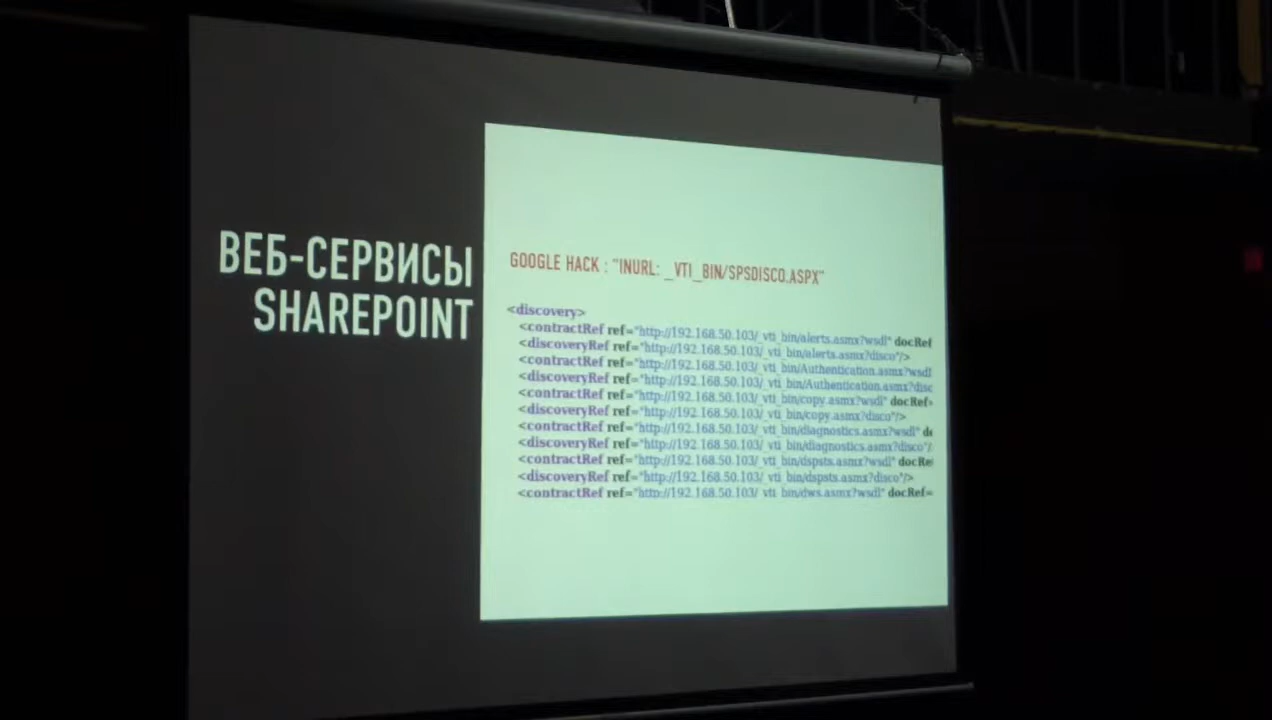 ВЕБ-СЕРВИСЫ
SHAREPOINT
GOOGLE HACK : "INURL: _VTI_BIN/SPSDISCO.ASPX"
<discovery>
<contractRef ref="http://192.168.50.103/_vti_bin/alerts.asmx?wsdl" docRef
<discoveryRef ref="http://192.168.50.103/_vti_bin/alerts.asmx?disco"/>
<contractRef ref="http://192.168.50.103/_vti_bin/Authentication.asmx?wsdl
<discoveryRef ref="http://192.168.50.103/_vti_bin/Authentication.asmx?disc
<contractRef ref="http://192.168.50.103/_vti_bin/copy.asmx?wsdl" docRef=
<discoveryRef ref="http://192.168.50.103/_vti_bin/copy.asmx?disco"/>
<contractRef ref="http://192.168.50.103/_vti_bin/diagnostics.asmx?wsdl" do
<discoveryRef ref="http://192.168.50.103/_vti_bin/diagnostics.asmx?disco"/
<contractRef ref="http://192.168.50.103/_vti_bin/dspsts.asmx?wsdl" docRef
<discoveryRef ref="http://192.168.50.103/_vti_bin/dspsts.asmx?disco"/>
<contractRef ref="http://192.168.50.103/_vti_bin/dws.asmx?wsdl" docRef=